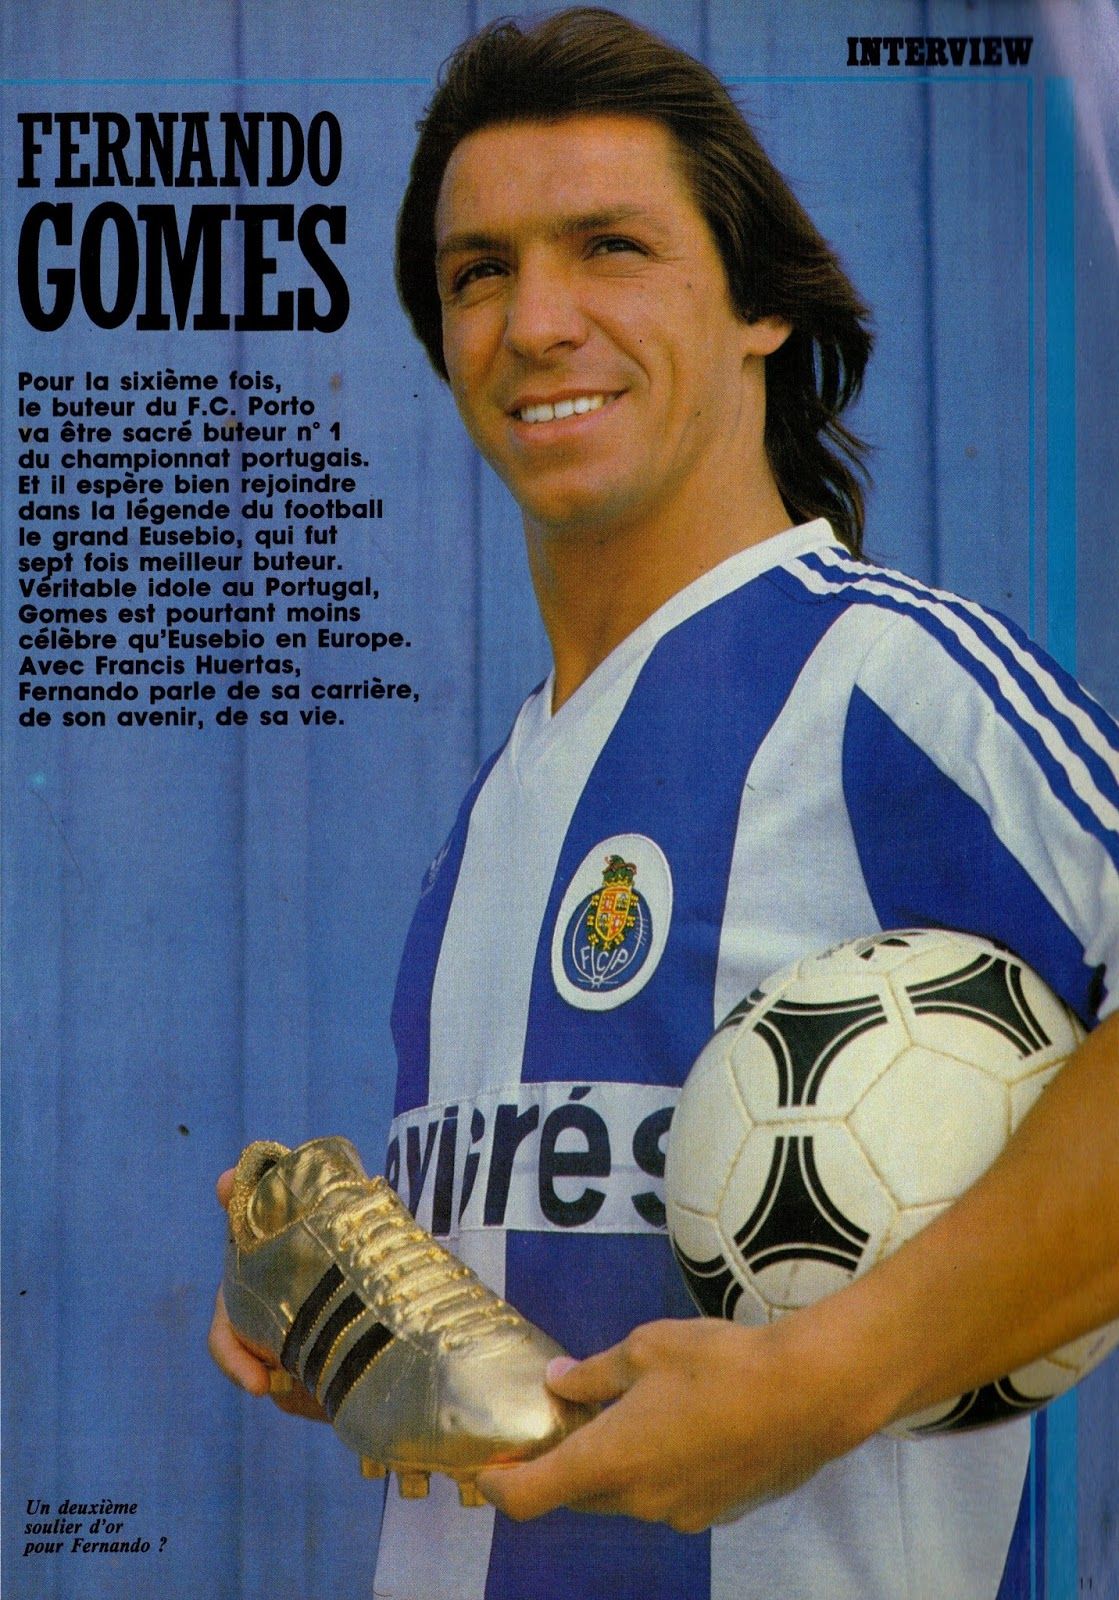 INTERVIEW
FERNANDO
GOMES
Pour la sixième fois,
le buteur du F.C. Porto
va être sacré buteur n° 1
du championnat portugais.
Et il espère bien rejoindre
dans la légende du football
le grand Eusebio, qui fut
sept fois meilleur buteur.
Véritable idole au Portugal,
Gomes est pourtant moins
célèbre qu'Eusebio en Europe.
Avec Francis Huertas,
Fernando parle de sa carrière,
de son avenir, de sa vie.
FCP
evigrés
Un deuxième
soulier d'or
pour Fernando ?
11